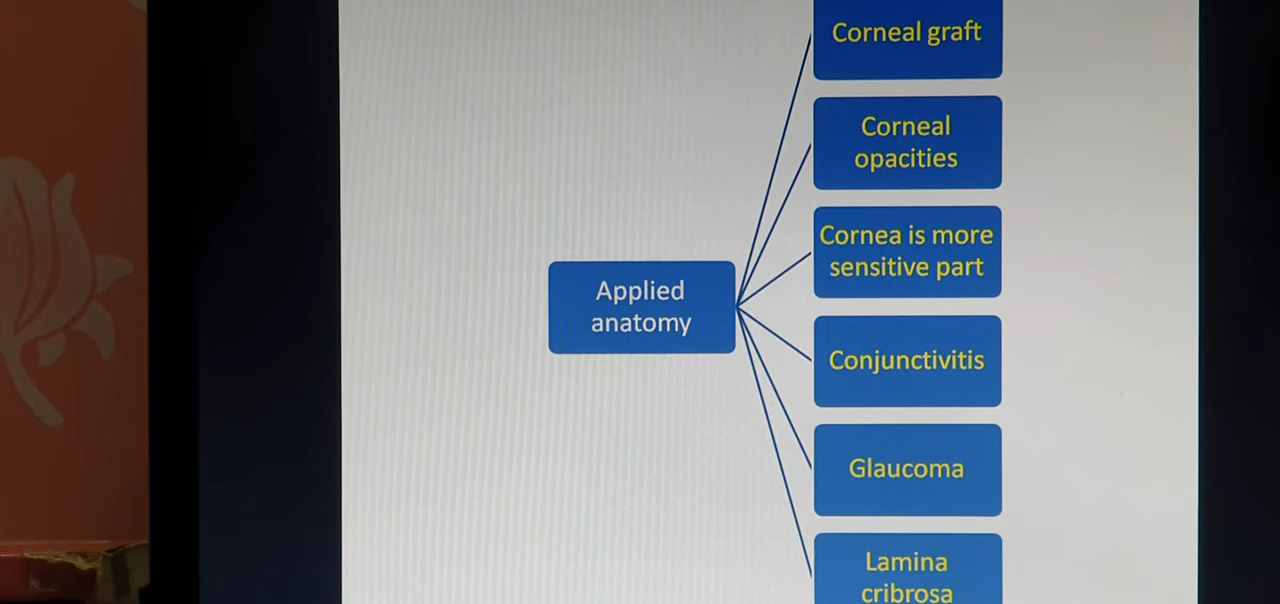 Corneal graft
Corneal
opacities
Cornea is more
sensitive part
Applied
anatomy
Conjunctivitis
Glaucoma
Lamina
cribrosa